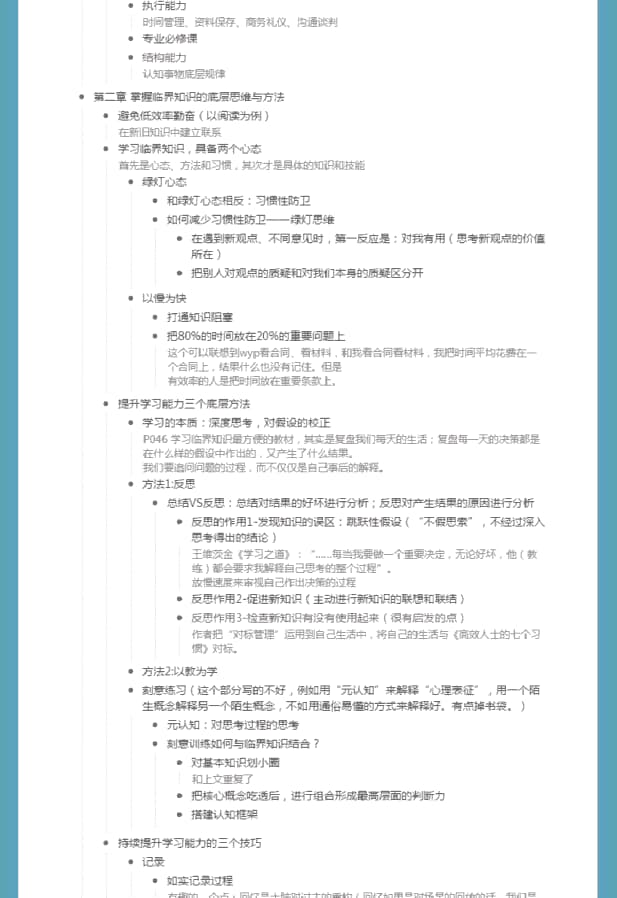 执行能力
时间管理、资料保存、商务礼仪、沟通谈判
专业必修课
结构能力
认知事物底层规律
第二章 掌握临界知识的底层思维与方法
避免低效率勤奋（以阅读为例）
在新旧知识中建立联系
学习临界知识，具备两个心态
首先是心态、方法和习惯，其次才是具体的知识和技能
绿灯心态
和绿灯心态相反：习惯性防卫
如何减少习惯性防卫——绿灯思维
在遇到新观点、不同意见时，第一反应是：对我有用（思考新观点的价值
所在）
把别人对观点的质疑和对我们本身的质疑区分开
以慢为快
打通知识阻塞
把80%的时间放在20%的重要问题上
这个可以联想到wyp看合同、看材料，和我看合同看材料，我把时间平均花费在一
个合同上，结果什么也没有记住。但是
有效率的人是把时间放在重要条款上。
提升学习能力三个底层方法
学习的本质：深度思考，对假设的校正
P046 学习临界知识最方便的教材，其实是复盘我们每天的生活；复盘每一天的决策都是
在什么样的假设中作出的，又产生了什么结果。
我们要追问问题的过程，而不仅仅是自己事后的解释。
方法1:反思
总结VS反思：总结对结果的好坏进行分析；反思对产生结果的原因进行分析
反思的作用1-发现知识的误区：跳跃性假设（“不假思索”，不经过深入
思考得出的结论）
王维茨金《学习之道》：“……每当我要做一个重要决定，无论好坏，他（教
练）都会要求我解释自己思考的整个过程”。
放慢速度来审视自己作出决策的过程
反思作用2-促进新知识（主动进行新知识的联想和联结）
反思作用3-检查新知识有没有使用起来（很有启发的点）
作者把“对标管理”运用到自己生活中，将自己的生活与《高效人士的七个习
惯》对标。
方法2:以教为学
刻意练习（这个部分写的不好，例如用“元认知”来解释“心理表征”，用一个陌
生概念解释另一个陌生概念，不如用通俗易懂的方式来解释好。有点掉书袋。）
元认知：对思考过程的思考
刻意训练如何与临界知识结合？
对基本知识划小圈
和上文重复了
把核心概念吃透后，进行组合形成最高层面的判断力
搭建认知框架
持续提升学习能力的三个技巧
记录
如实记录过程